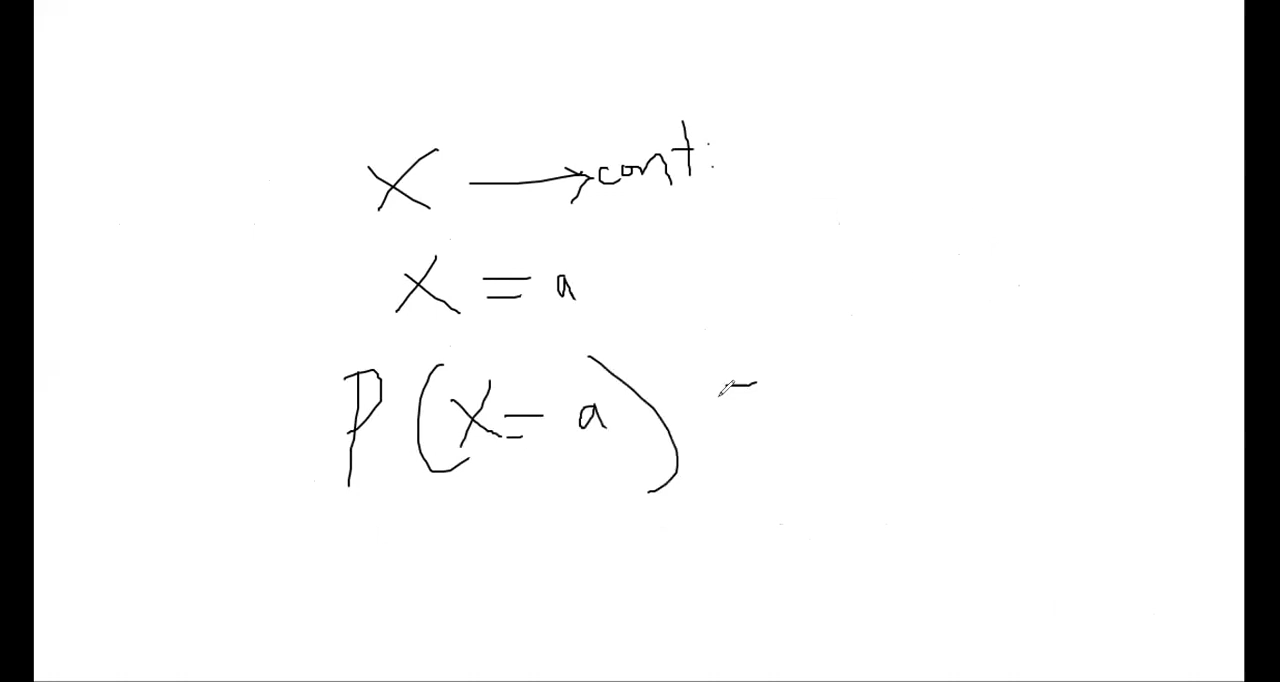 X → cont:
X = a
P(X = a) -